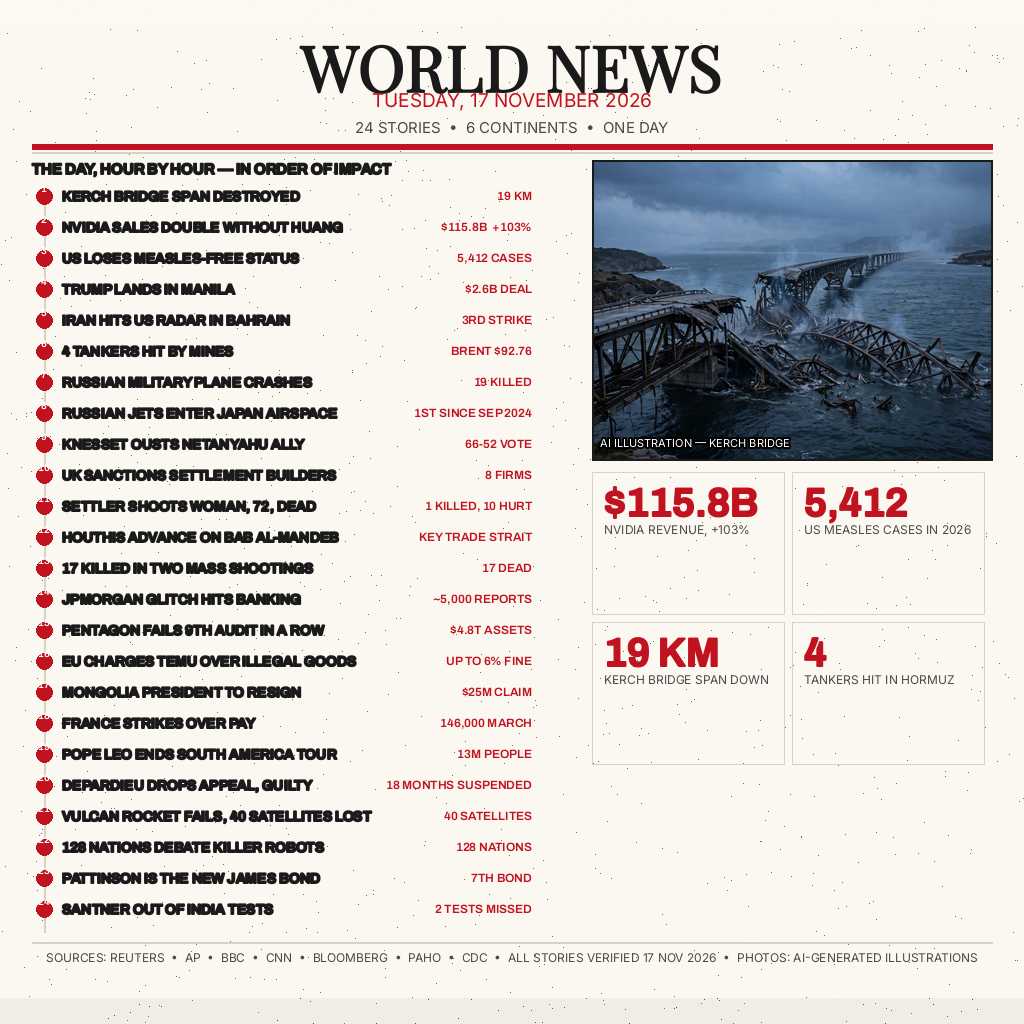 WORLD NEWS
TUESDAY, 17 NOVEMBER 2026
24 STORIES • 6 CONTINENTS • ONE DAY
THE DAY, HOUR BY HOUR — IN ORDER OF IMPACT
KERCH BRIDGE SPAN DESTROYED 19 KM
NVIDIA SALES DOUBLE WITHOUT HUANG $115.8B +103%
US LOSES MEASLES-FREE STATUS 5,412 CASES
TRUMP LANDS IN MANILA $2.6B DEAL
IRAN HITS US RADAR IN BAHRAIN 3RD STRIKE
4 TANKERS HIT BY MINES BRENT $92.76
RUSSIAN MILITARY PLANE CRASHES 19 KILLED
RUSSIAN JETS ENTER JAPAN AIRSPACE 1ST SINCE SEP 2024
KNESSET OUSTS NETANYAHU ALLY 66-52 VOTE
UK SANCTIONS SETTLEMENT BUILDERS 8 FIRMS
SETTLER SHOOTS WOMAN, 72, DEAD 1 KILLED, 10 HURT
HOUTHIS ADVANCE ON BAB AL-MANDEB KEY TRADE STRAIT
17 KILLED IN TWO MASS SHOOTINGS 17 DEAD
JPMORGAN GLITCH HITS BANKING ~5,000 REPORTS
PENTAGON FAILS 9TH AUDIT IN A ROW $4.8T ASSETS
EU CHARGES TEMU OVER ILLEGAL GOODS UP TO 6% FINE
MONGOLIA PRESIDENT TO RESIGN $25M CLAIM
FRANCE STRIKES OVER PAY 146,000 MARCH
POPE LEO ENDS SOUTH AMERICA TOUR 13M PEOPLE
DEPARDIEU DROPS APPEAL, GUILTY 18 MONTHS SUSPENDED
VULCAN ROCKET FAILS, 40 SATELLITES LOST 40 SATELLITES
128 NATIONS DEBATE KILLER ROBOTS 128 NATIONS
PATTINSON IS THE NEW JAMES BOND 7TH BOND
SANTNER OUT OF INDIA TESTS 2 TESTS MISSED
AI ILLUSTRATION — KERCH BRIDGE
$115.8B
NVIDIA REVENUE, +103%
5,412
US MEASLES CASES IN 2026
19 KM
KERCH BRIDGE SPAN DOWN
4
TANKERS HIT IN HORMUZ
SOURCES: REUTERS • AP • BBC • CNN • BLOOMBERG • PAHO • CDC • ALL STORIES VERIFIED 17 NOV 2026 • PHOTOS: AI-GENERATED ILLUSTRATIONS